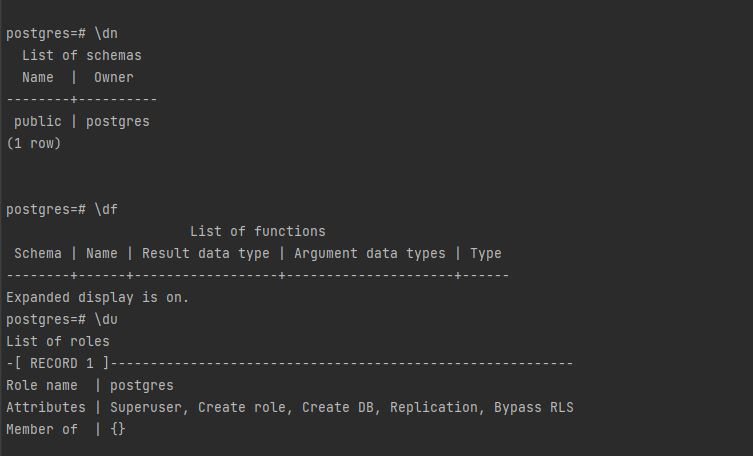 postgres=# \dn
  List of schemas
  Name  |  Owner
--------+----------
 public | postgres
(1 row)
postgres=# \df
                       List of functions
 Schema | Name | Result data type | Argument data types | Type
--------+------+------------------+---------------------+------
Expanded display is on.
postgres=# \du
List of roles
-[ RECORD 1 ]----------------------------------------------------------
Role name  | postgres
Attributes | Superuser, Create role, Create DB, Replication, Bypass RLS
Member of  | {}